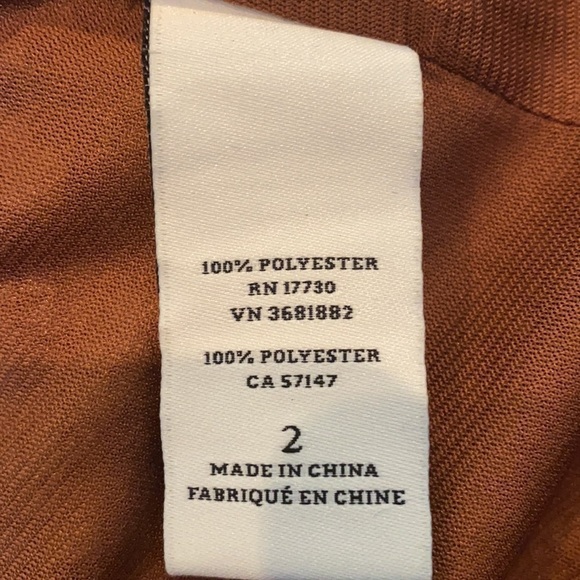 100% POLYESTER
RN 17730
VN 3681882
100% POLYESTER
CA 57147
2
MADE IN CHINA
FABRIQUÉ EN CHINE